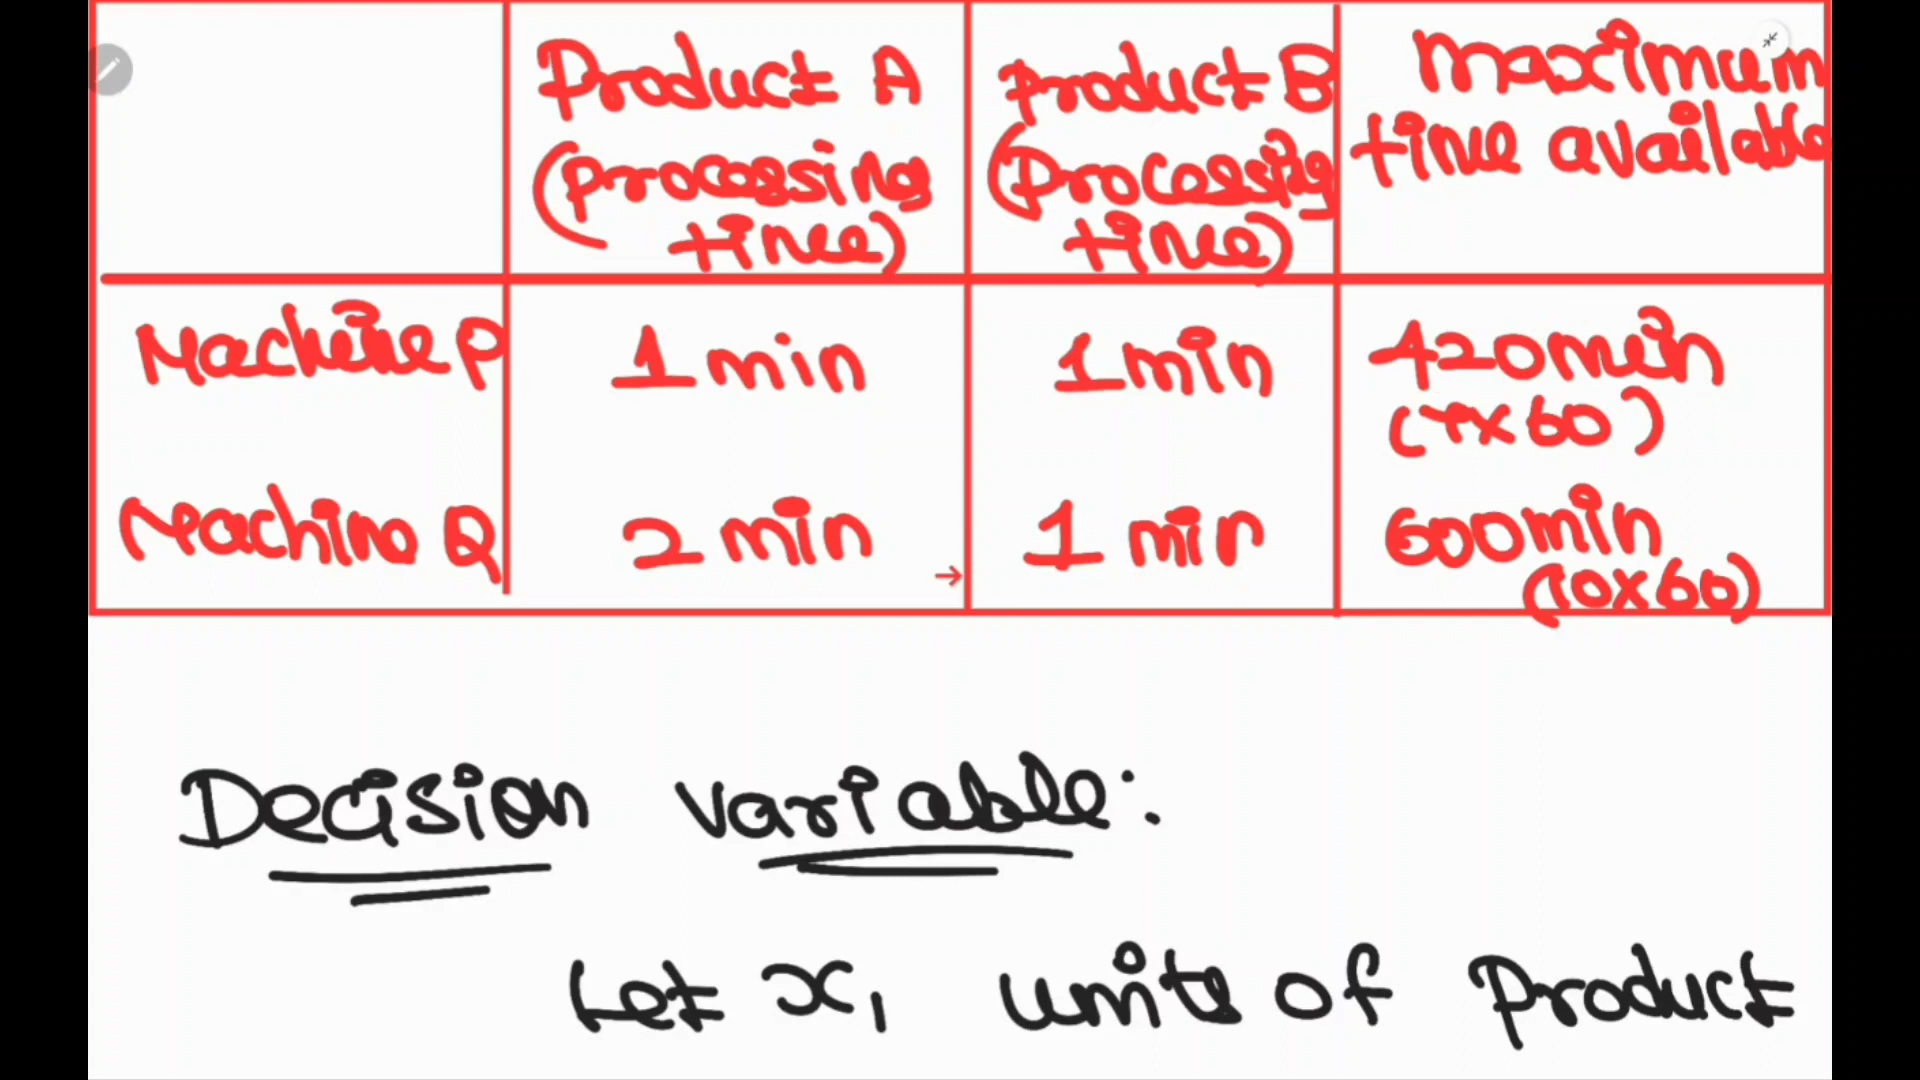 Product A
(processing
time)
Product B
(Processing
time)
Maximum
time available
Machine P
1 min
1 min
420 min
(7x60)
Machine Q
2 min
1 min
600 min
(10x60)
Decision variable:
Let x₁ units of Product